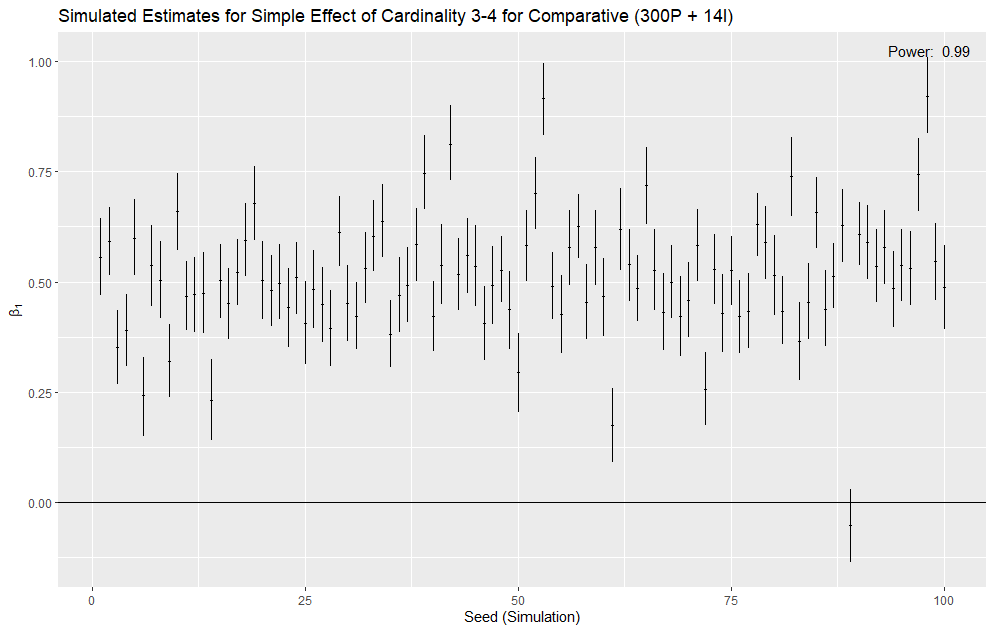 Simulated Estimates for Simple Effect of Cardinality 3-4 for Comparative (300P + 14I)
Power: 0.99
1.00
0.75
0.50
0.25
0.00
β1
0 25 50 75 100
Seed (Simulation)